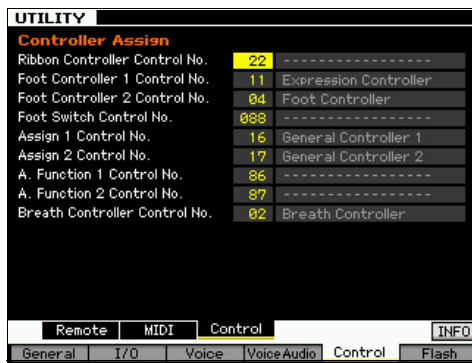 UTILITY
Controller Assign
Ribbon Controller Control No. 22 -----------------
Foot Controller 1 Control No. 11 Expression Controller
Foot Controller 2 Control No. 04 Foot Controller
Foot Switch Control No. 088 -----------------
Assign 1 Control No. 16 General Controller 1
Assign 2 Control No. 17 General Controller 2
A. Function 1 Control No. 86 -----------------
A. Function 2 Control No. 87 -----------------
Breath Controller Control No. 02 Breath Controller
Remote MIDI Control INFO
General I/O Voice Voice Audio Control Flash